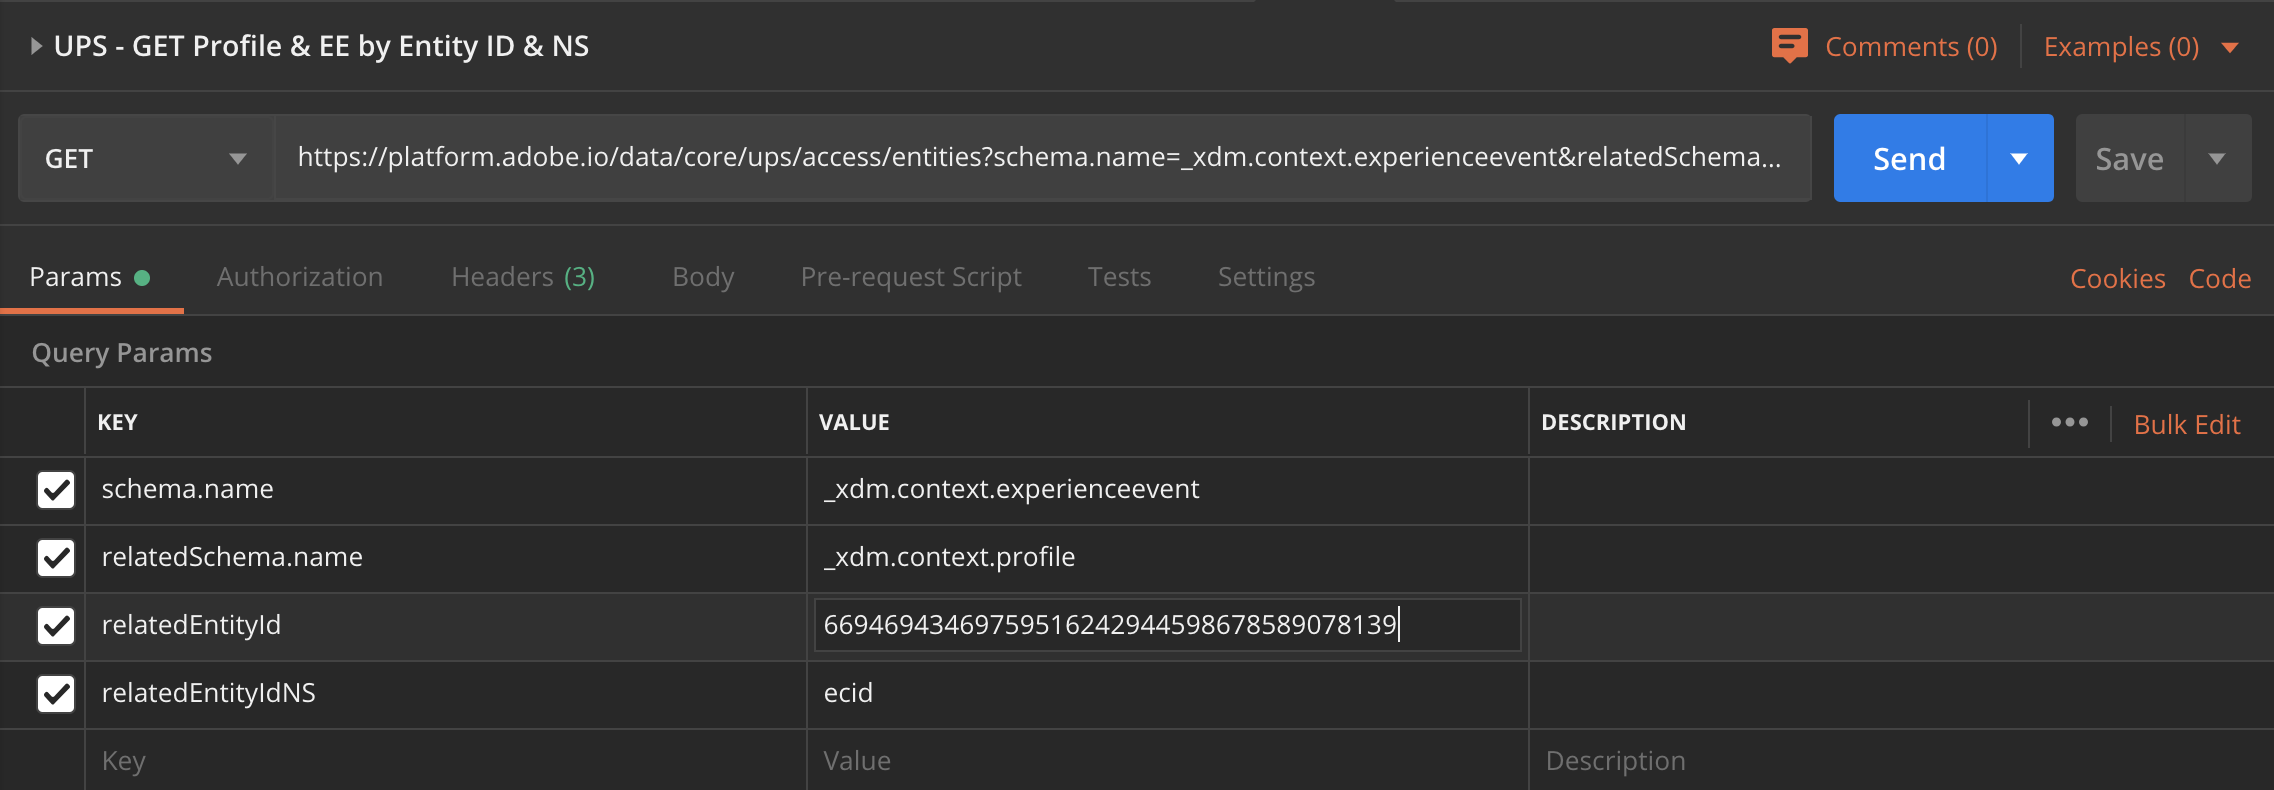 UPS - GET Profile & EE by Entity ID & NS
Comments (0)
Examples (0)
GET
https://platform.adobe.io/data/core/ups/access/entities?schema.name=_xdm.context.experienceevent&relatedSchema...
Send
Save
Params
Authorization
Headers (3)
Body
Pre-request Script
Tests
Settings
Cookies
Code
Query Params
KEY
VALUE
DESCRIPTION
Bulk Edit
schema.name
_xdm.context.experienceevent
relatedSchema.name
_xdm.context.profile
relatedEntityId
66946943469759516242944598678589078139
relatedEntityIdNS
ecid
Key
Value
Description